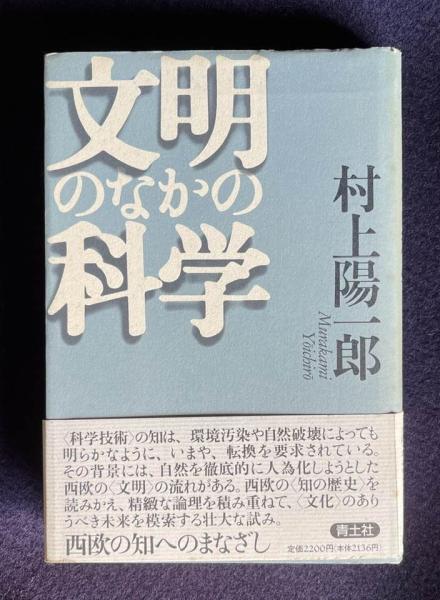 文明
のなかの
科学
村上陽一郎
Murakami
Yōichirō
〈科学技術〉の知は、環境汚染や自然破壊によっても
明らかなように、いまや、転換を要求されている。
その背景には、自然を徹底的に人為化しようとした
西欧の〈文明〉の流れがある。西欧の〈知の歴史〉を
読みかえ、精緻な論理を積み重ねて、〈文化〉のあり
うべき未来を模索する壮大な試み。
西欧の知へのまなざし
青土社
定価2200円(本体2136円)